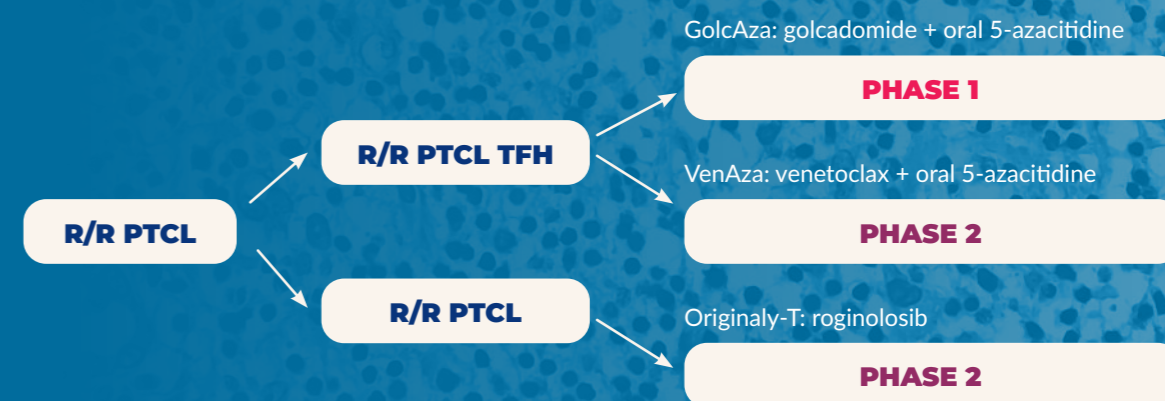 GolcAza: golcadomide + oral 5-azacitidine
PHASE 1
R/R PTCL TFH
VenAza: venetoclax + oral 5-azacitidine
R/R PTCL
PHASE 2
R/R PTCL
Originaly-T: roginolosib
PHASE 2